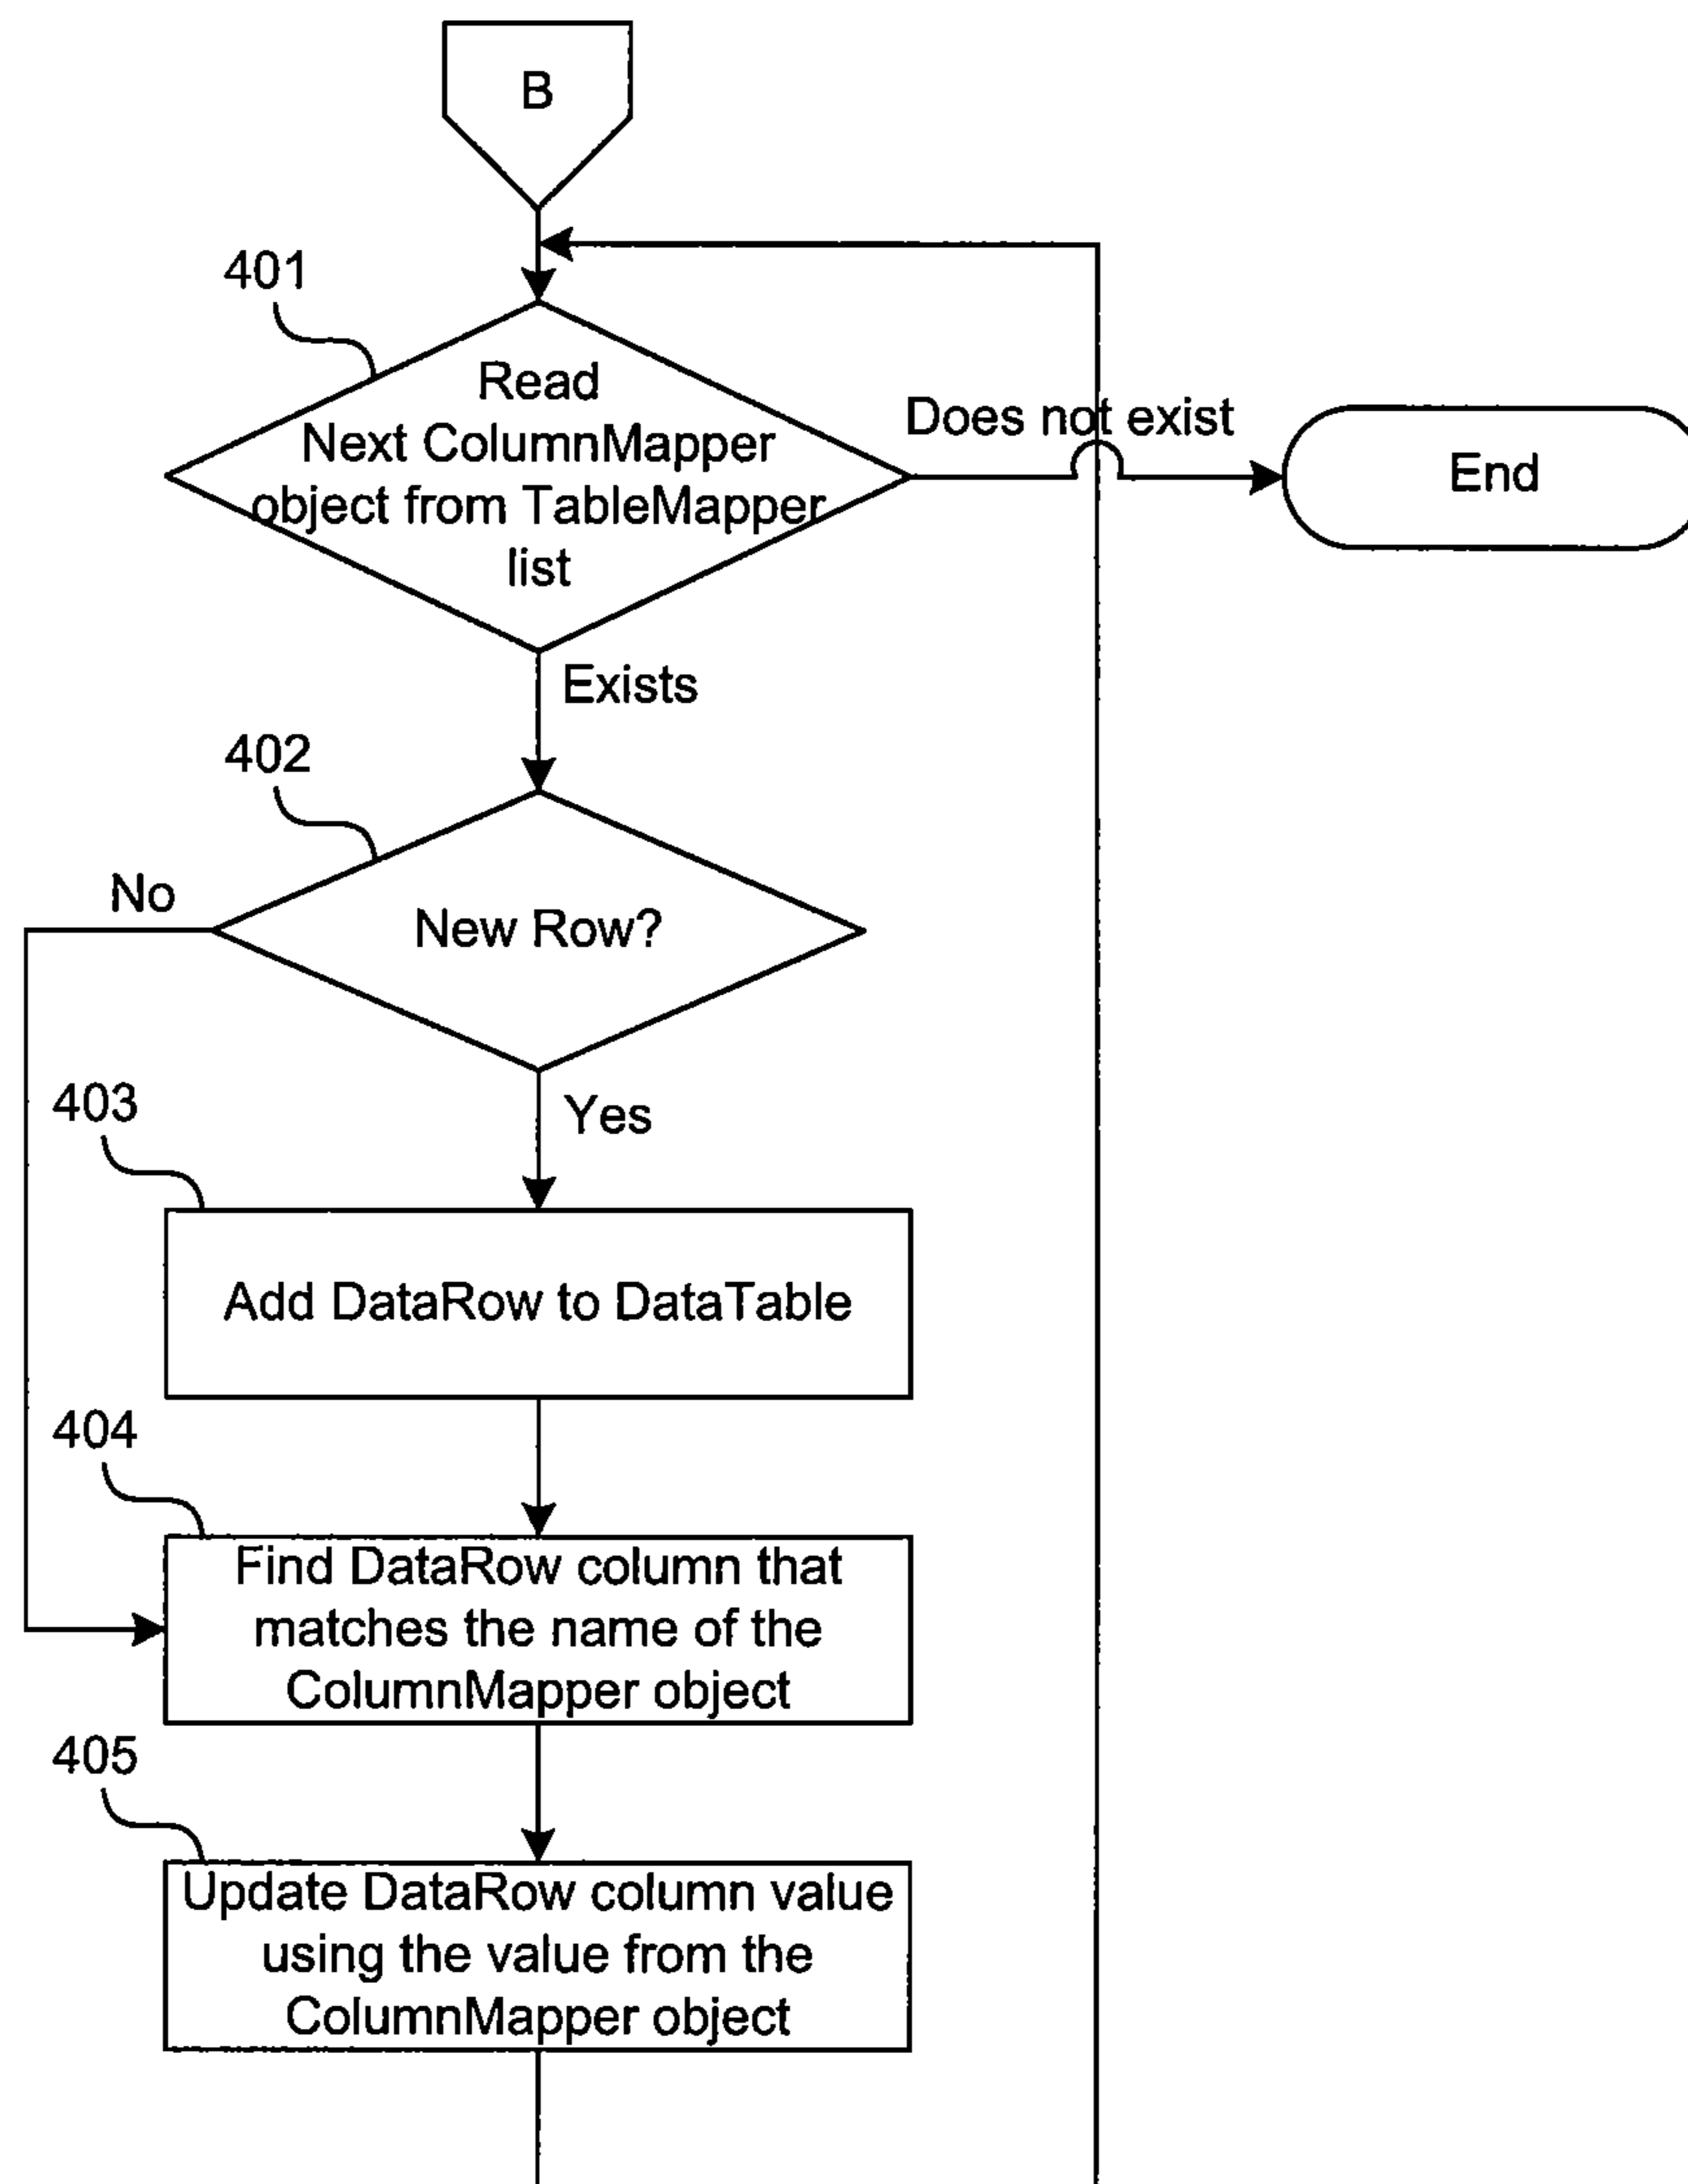 B
401
Read
Next ColumnMapper
object from TableMapper
list
Does not exist
End
Exists
402
No
New Row?
403
Yes
Add DataRow to DataTable
404
Find DataRow column that
matches the name of the
ColumnMapper object
405
Update DataRow column value
using the value from the
ColumnMapper object